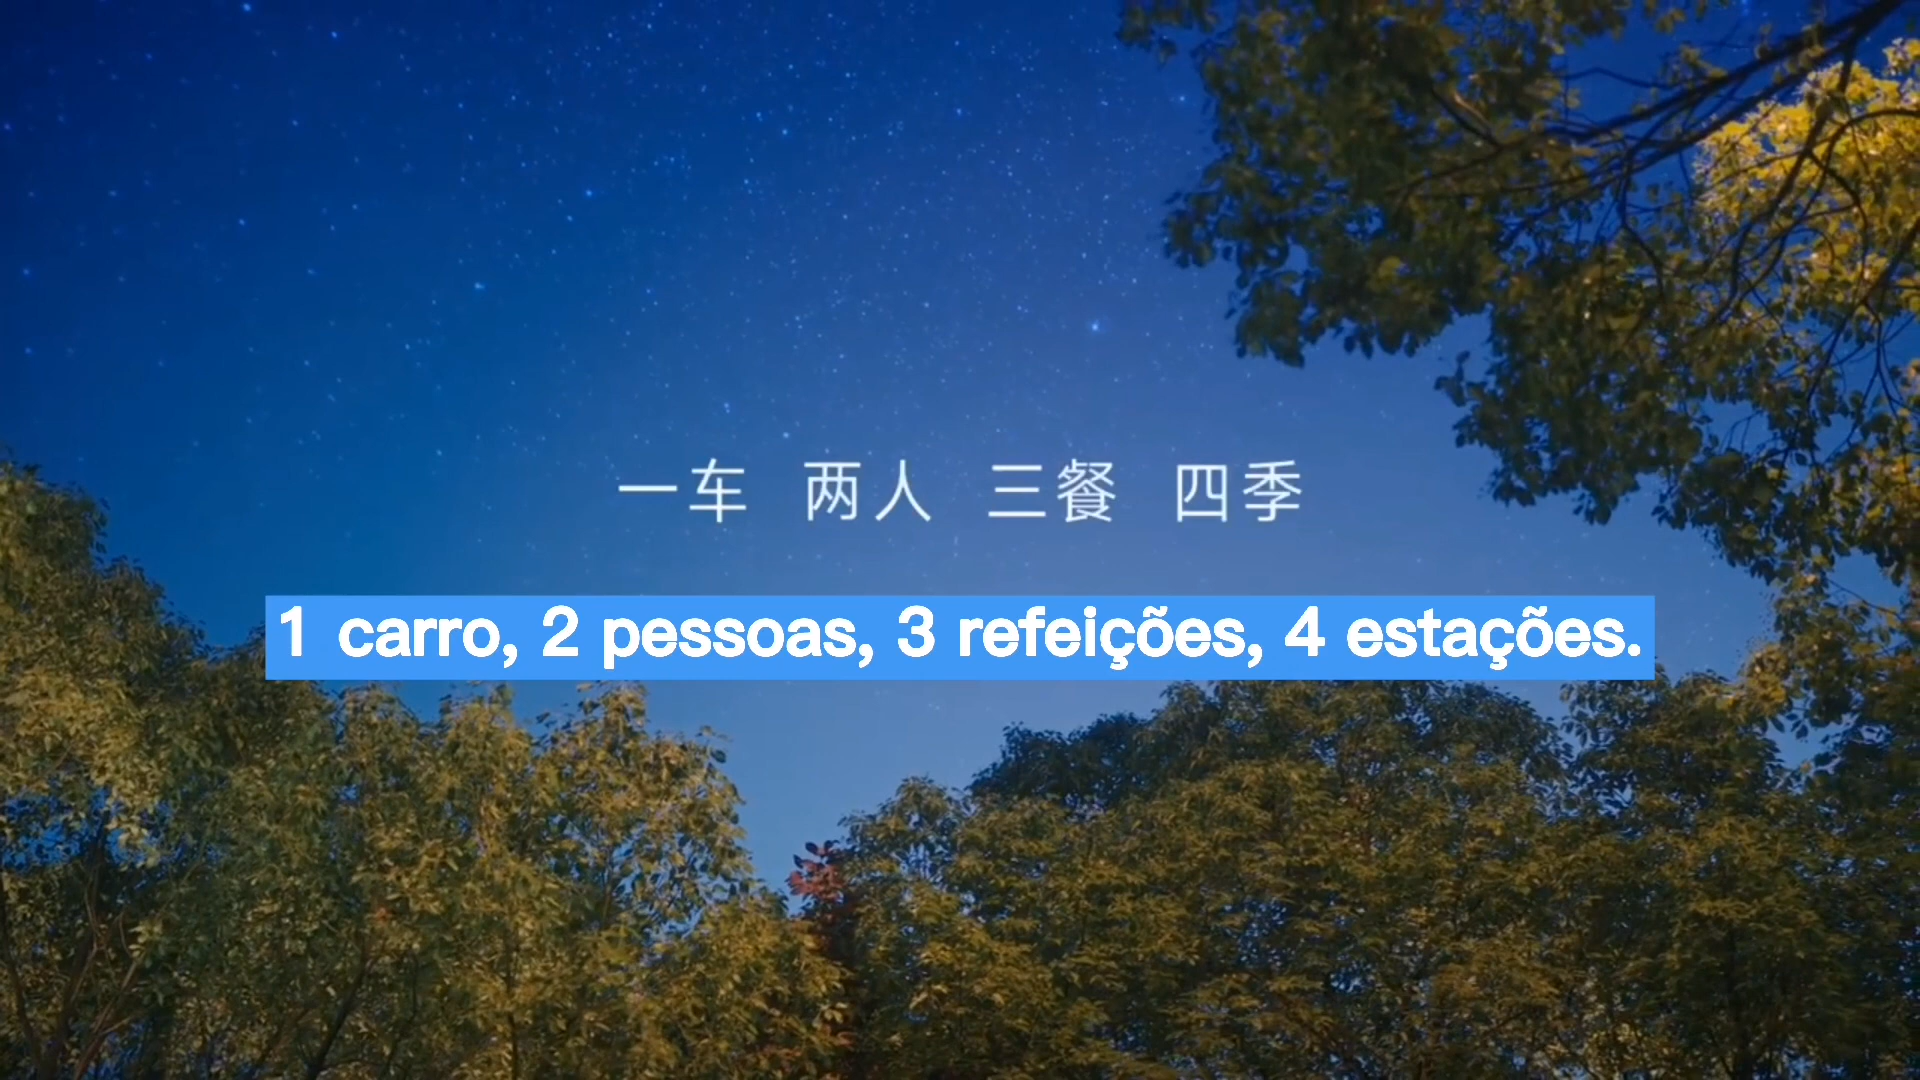 一车 两人 三餐 四季
1 carro, 2 pessoas, 3 refeições, 4 estações.